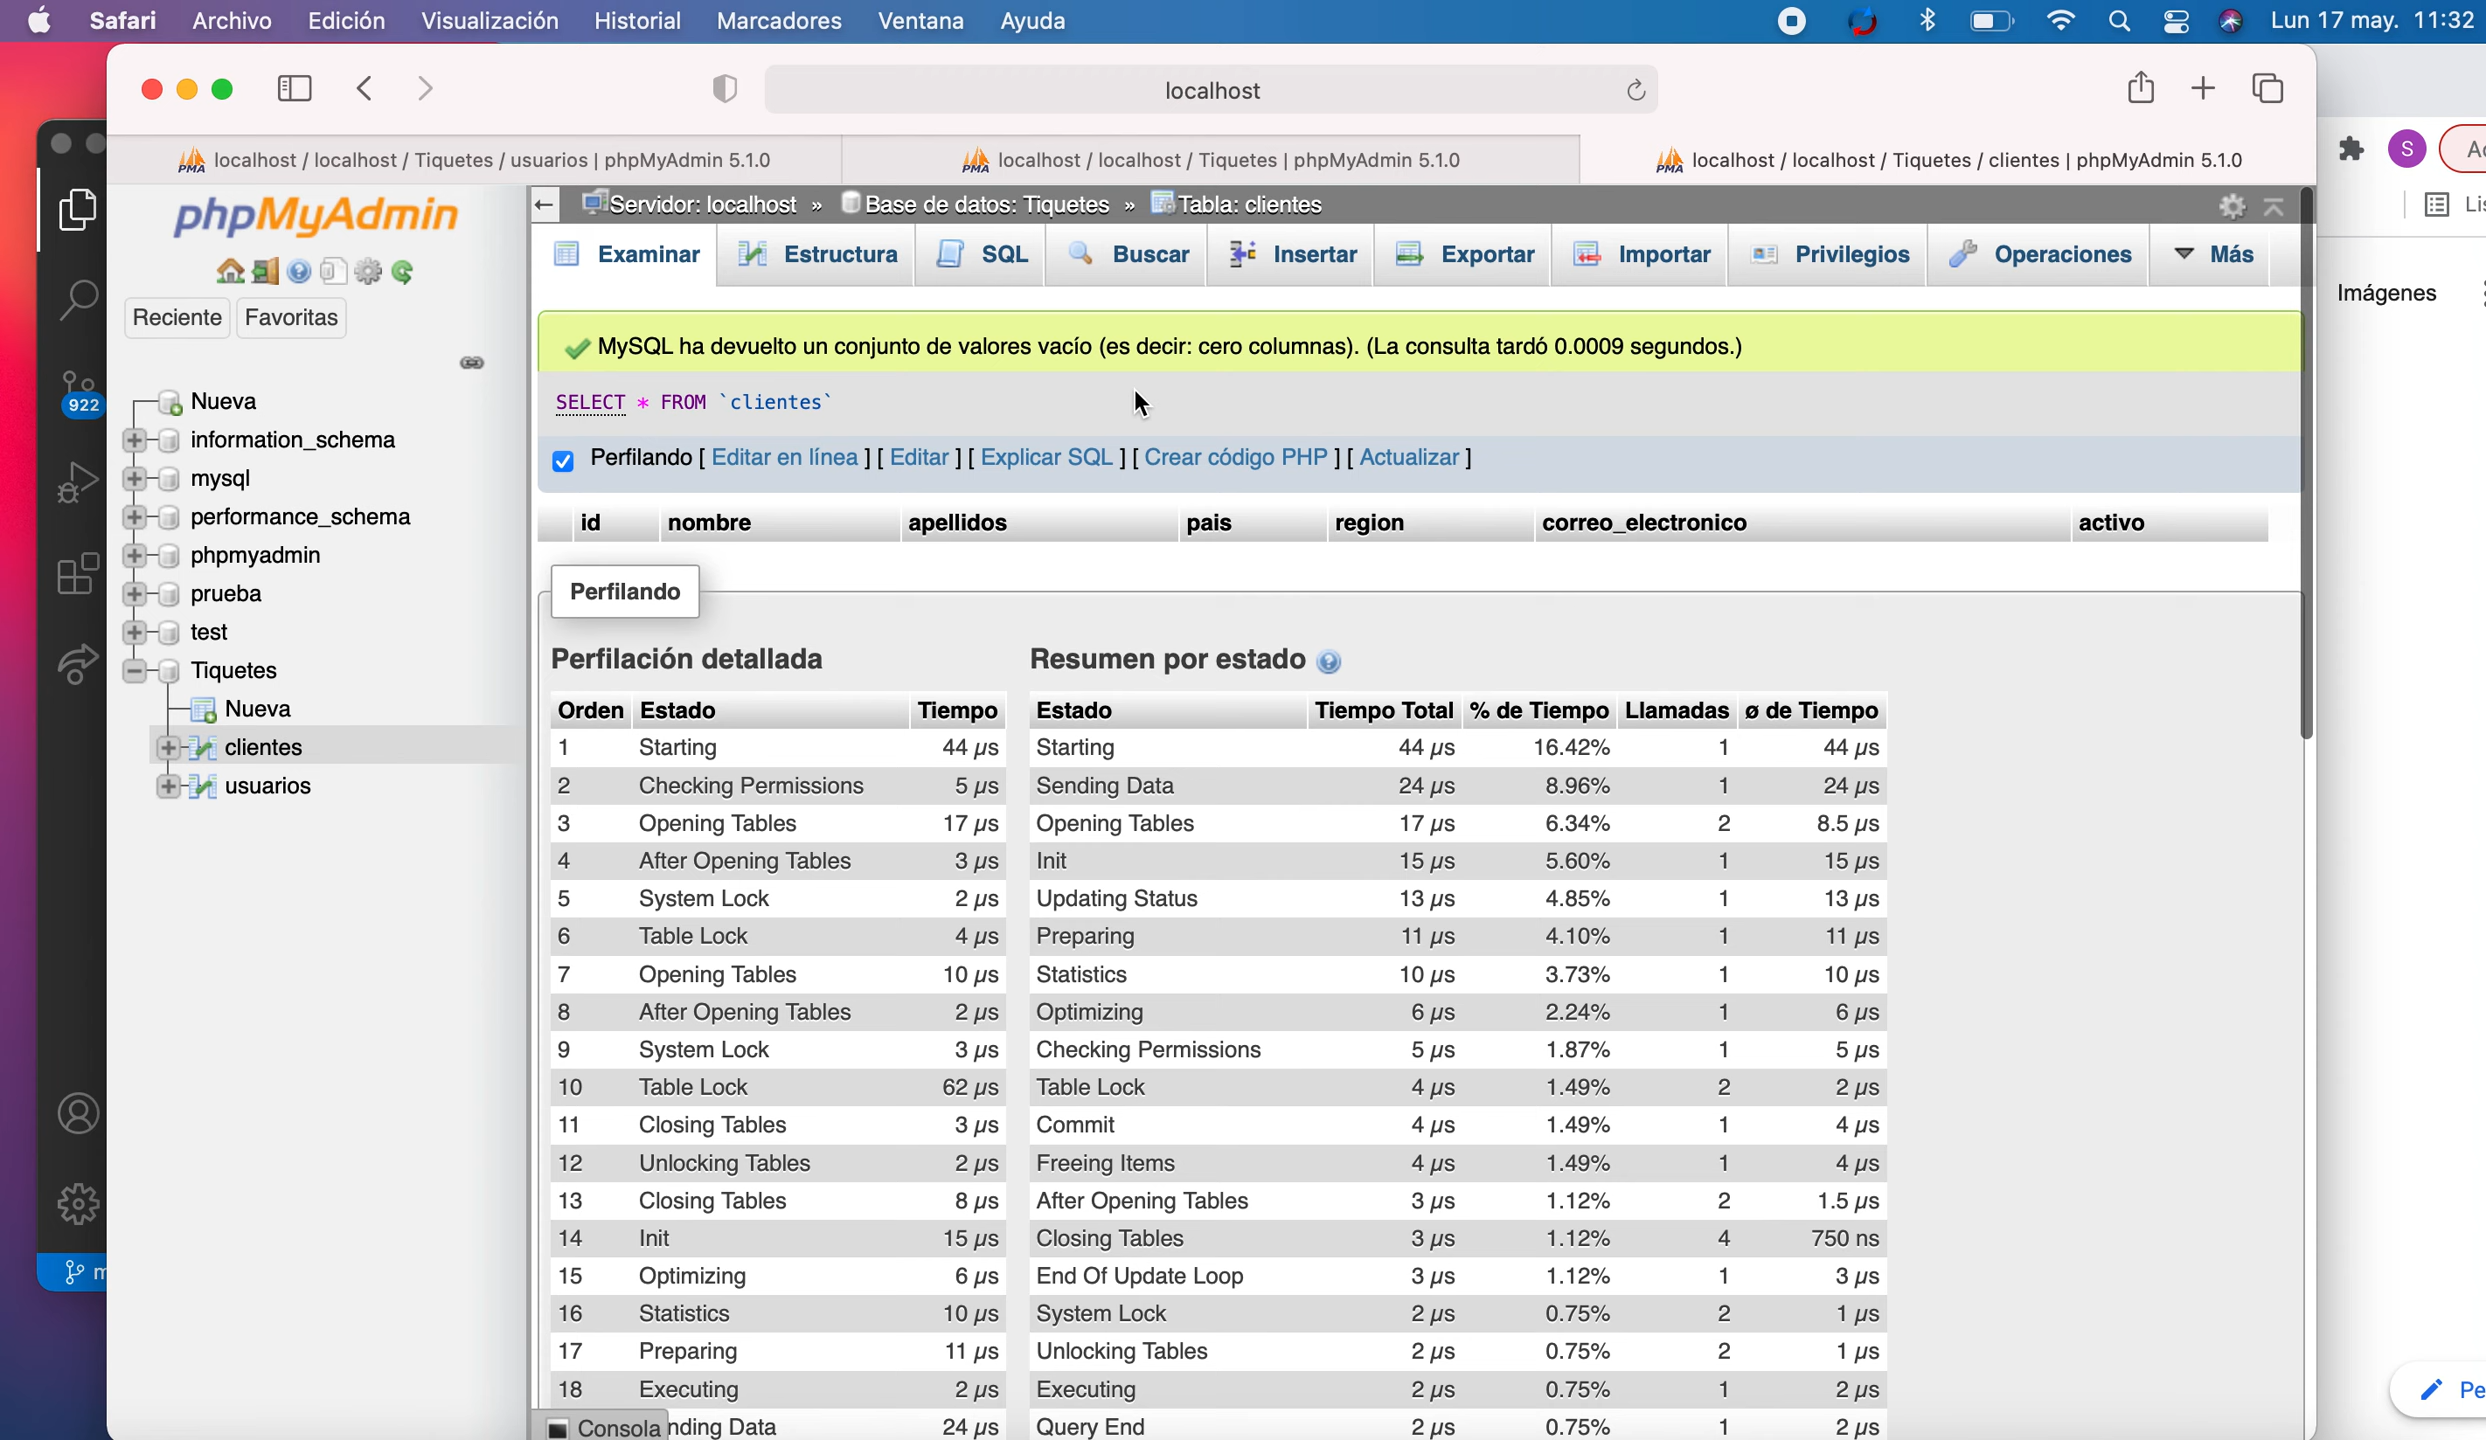 Safari Archivo Edición Visualización Historial Marcadores Ventana Ayuda Lun 17 may. 11:32
localhost
localhost / localhost / Tiquetes / usuarios | phpMyAdmin 5.1.0
localhost / localhost / Tiquetes | phpMyAdmin 5.1.0
localhost / localhost / Tiquetes / clientes | phpMyAdmin 5.1.0
S
phpMyAdmin
Reciente Favoritas
Nueva
information_schema
mysql
performance_schema
phpmyadmin
prueba
test
Tiquetes
Nueva
clientes
usuarios
922
Servidor: localhost » Base de datos: Tiquetes » Tabla: clientes
Examinar Estructura SQL Buscar Insertar Exportar Importar Privilegios Operaciones Más
Imágenes
MySQL ha devuelto un conjunto de valores vacío (es decir: cero columnas). (La consulta tardó 0.0009 segundos.)
SELECT * FROM `clientes`
Perfilando [ Editar en línea ] [ Editar ] [ Explicar SQL ] [ Crear código PHP ] [ Actualizar ]
id nombre apellidos pais region correo_electronico activo
Perfilando
Perfilación detallada
Orden Estado Tiempo
1 Starting 44 µs
2 Checking Permissions 5 µs
3 Opening Tables 17 µs
4 After Opening Tables 3 µs
5 System Lock 2 µs
6 Table Lock 4 µs
7 Opening Tables 10 µs
8 After Opening Tables 2 µs
9 System Lock 3 µs
10 Table Lock 62 µs
11 Closing Tables 3 µs
12 Unlocking Tables 2 µs
13 Closing Tables 8 µs
14 Init 15 µs
15 Optimizing 6 µs
16 Statistics 10 µs
17 Preparing 11 µs
18 Executing 2 µs
nding Data 24 µs
Resumen por estado
Estado Tiempo Total % de Tiempo Llamadas ø de Tiempo
Starting 44 µs 16.42% 1 44 µs
Sending Data 24 µs 8.96% 1 24 µs
Opening Tables 17 µs 6.34% 2 8.5 µs
Init 15 µs 5.60% 1 15 µs
Updating Status 13 µs 4.85% 1 13 µs
Preparing 11 µs 4.10% 1 11 µs
Statistics 10 µs 3.73% 1 10 µs
Optimizing 6 µs 2.24% 1 6 µs
Checking Permissions 5 µs 1.87% 1 5 µs
Table Lock 4 µs 1.49% 2 2 µs
Commit 4 µs 1.49% 1 4 µs
Freeing Items 4 µs 1.49% 1 4 µs
After Opening Tables 3 µs 1.12% 2 1.5 µs
Closing Tables 3 µs 1.12% 4 750 ns
End Of Update Loop 3 µs 1.12% 1 3 µs
System Lock 2 µs 0.75% 2 1 µs
Unlocking Tables 2 µs 0.75% 2 1 µs
Executing 2 µs 0.75% 1 2 µs
Query End 2 µs 0.75% 1 2 µs
Consola